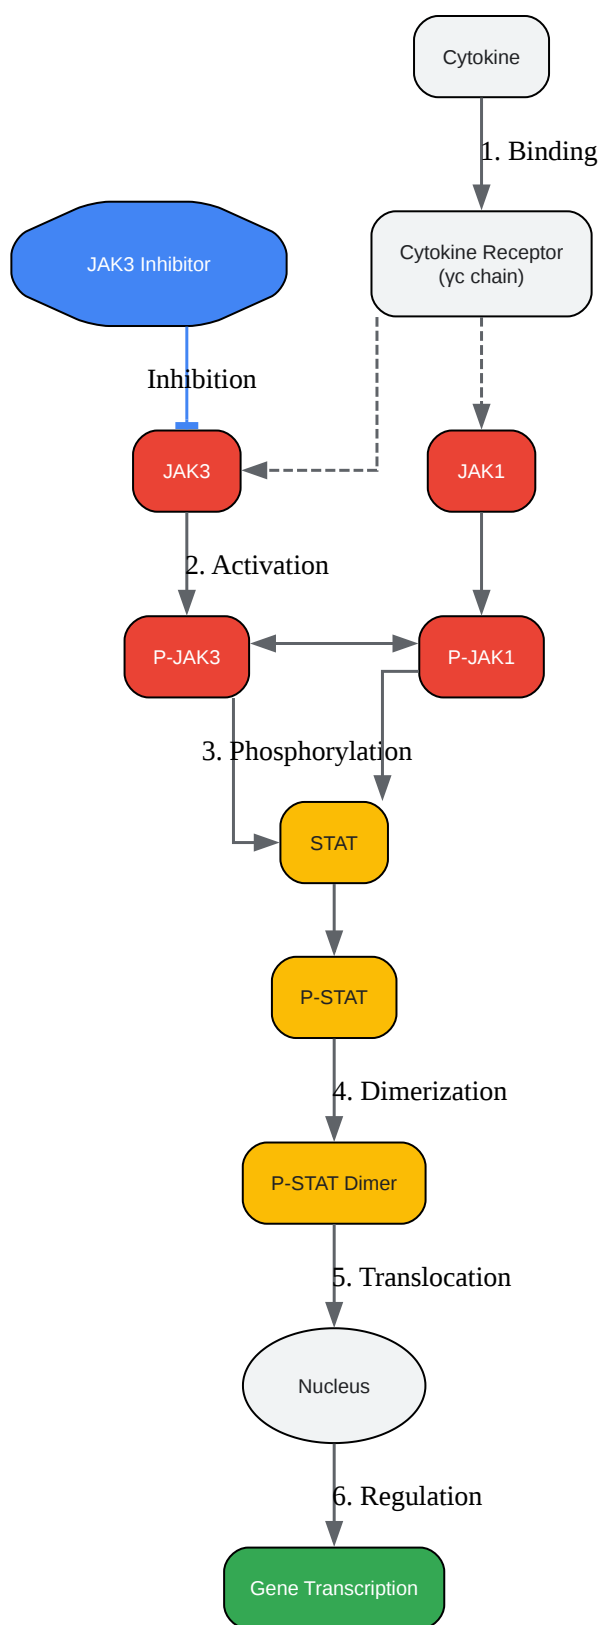 Cytokine
1. Binding
Cytokine Receptor
(γc chain)
JAK3 Inhibitor
Inhibition
JAK3
JAK1
2. Activation
P-JAK3
P-JAK1
3. Phosphorylation
STAT
P-STAT
4. Dimerization
P-STAT Dimer
5. Translocation
Nucleus
6. Regulation
Gene Transcription